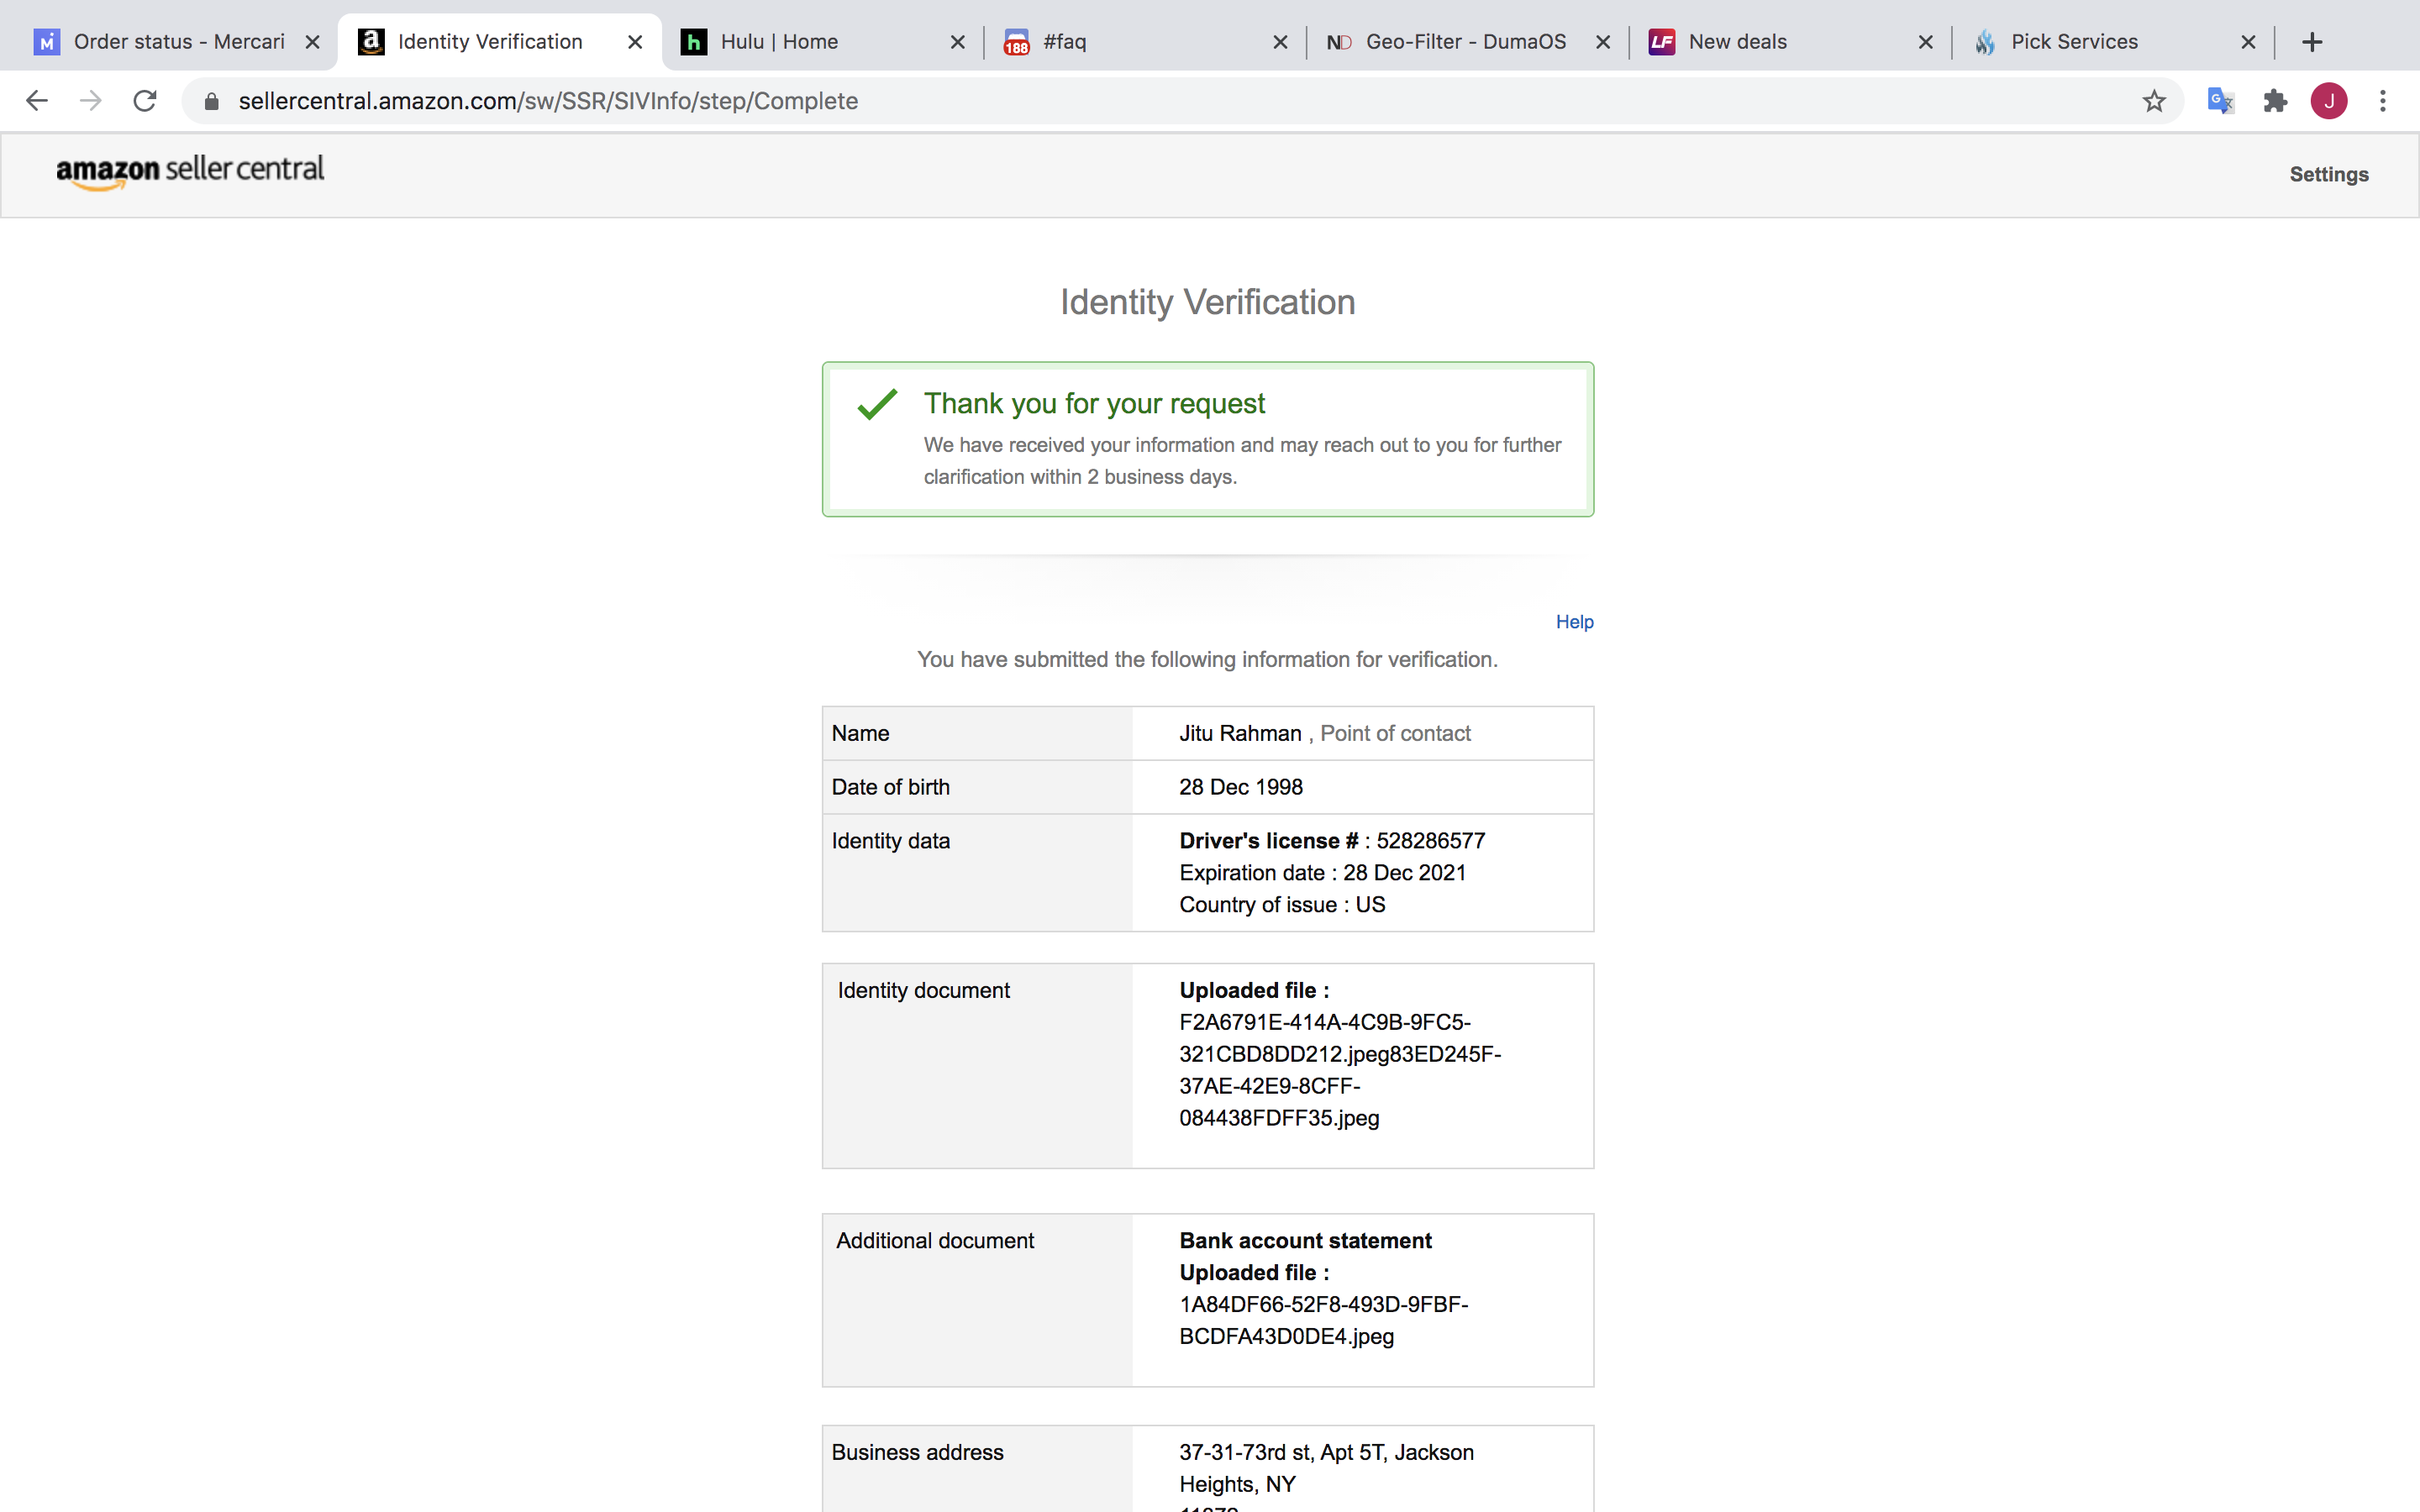 Order status - Mercari
Identity Verification
Hulu | Home
188
#faq
Geo-Filter - DumaOS
LF New deals
Pick Services
sellercentral.amazon.com/sw/SSR/SIVInfo/step/Complete
J
amazon seller central
Settings
Identity Verification
Thank you for your request
We have received your information and may reach out to you for further
clarification within 2 business days.
Help
You have submitted the following information for verification.
Name
Jitu Rahman , Point of contact
Date of birth
28 Dec 1998
Identity data
Driver's license # : 528286577
Expiration date : 28 Dec 2021
Country of issue : US
Identity document
Uploaded file :
F2A6791E-414A-4C9B-9FC5-
321CBD8DD212.jpeg83ED245F-
37AE-42E9-8CFF-
084438FDFF35.jpeg
Additional document
Bank account statement
Uploaded file :
1A84DF66-52F8-493D-9FBF-
BCDFA43D0DE4.jpeg
Business address
37-31-73rd st, Apt 5T, Jackson
Heights, NY